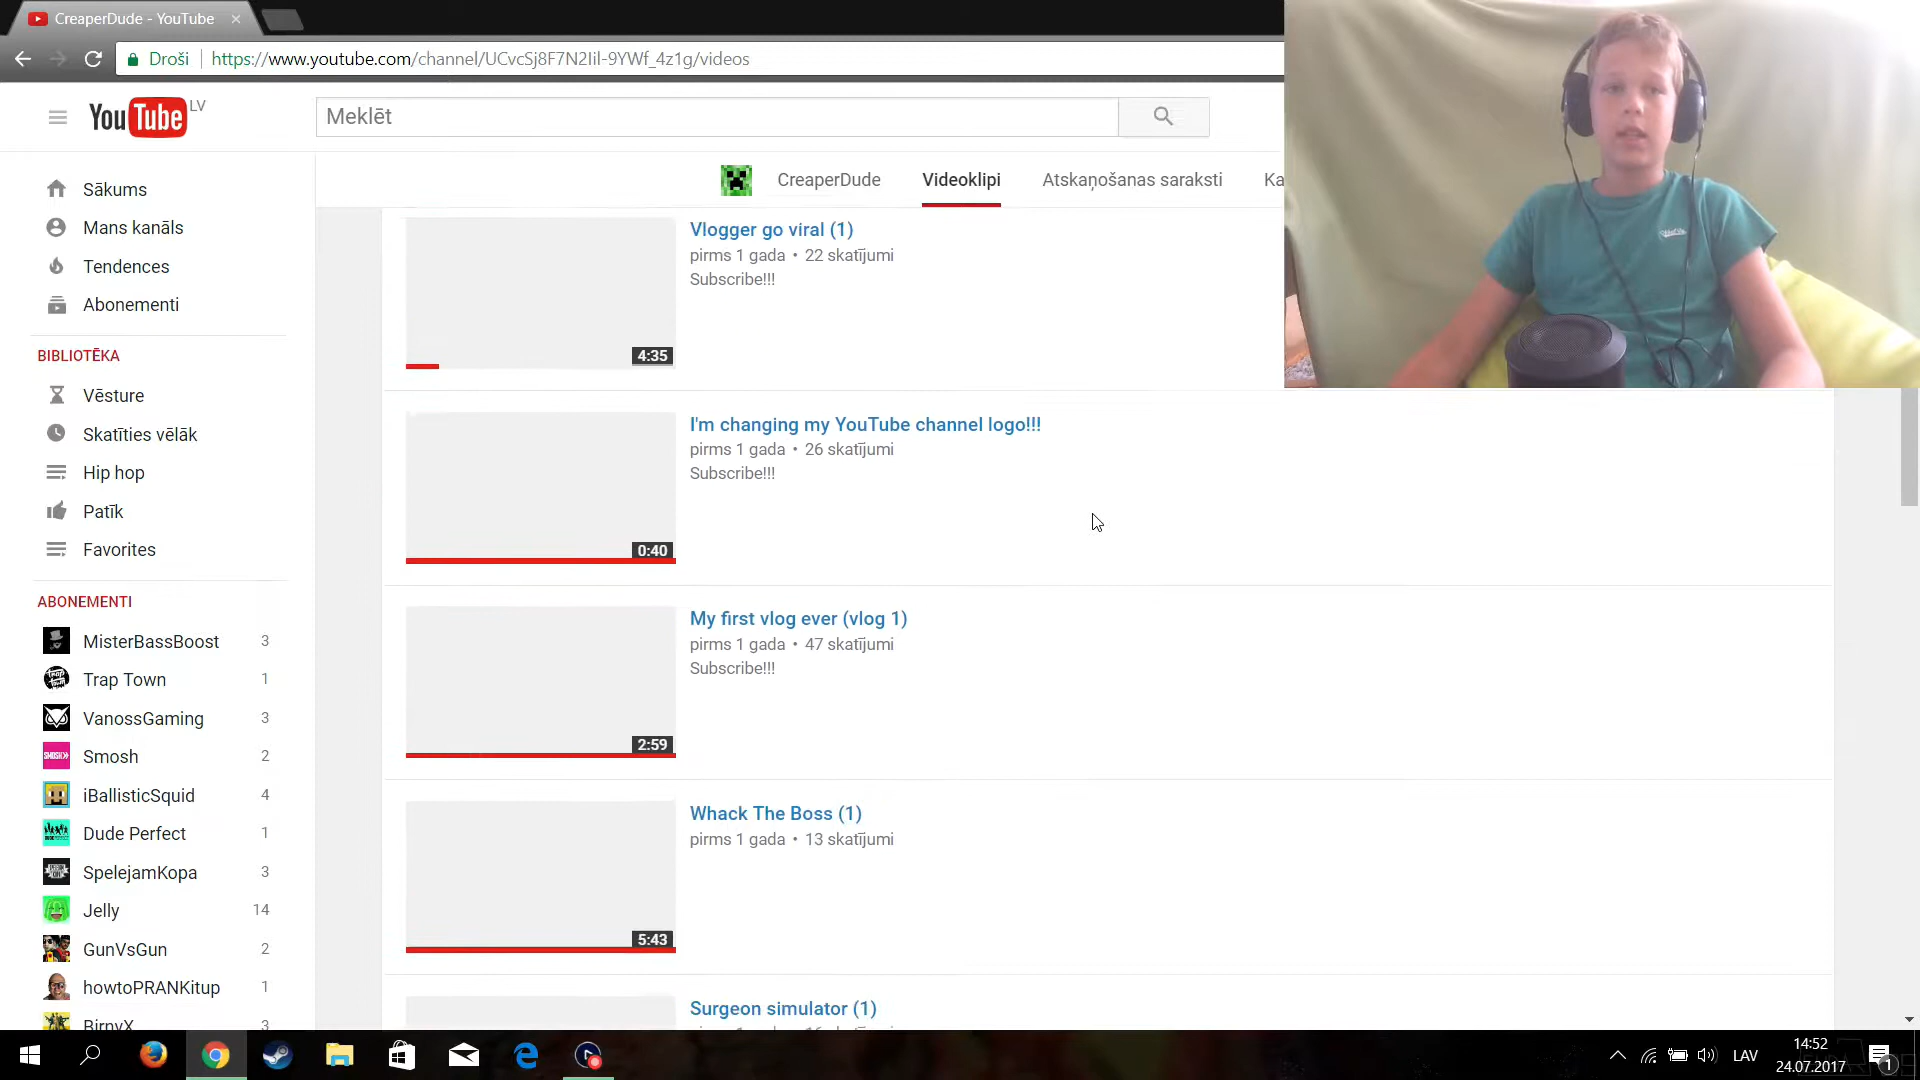 CreaperDude - YouTube
Droši
https://www.youtube.com/channel/UCvcSj8F7N2Iil-9YWf_4z1g/videos
YouTube LV
Meklēt
CreaperDude
Videoklipi
Atskaņošanas saraksti
Ka
Sākums
Mans kanāls
Tendences
Abonementi
BIBLIOTĒKA
Vēsture
Skatīties vēlāk
Hip hop
Patīk
Favorites
ABONEMENTI
MisterBassBoost 3
Trap Town 1
VanossGaming 3
Smosh 2
iBallisticSquid 4
Dude Perfect 1
SpelejamKopa 3
Jelly 14
GunVsGun 2
howtoPRANKitup 1
BirnyX 3
Vlogger go viral (1)
pirms 1 gada • 22 skatījumi
Subscribe!!!
4:35
I'm changing my YouTube channel logo!!!
pirms 1 gada • 26 skatījumi
Subscribe!!!
0:40
My first vlog ever (vlog 1)
pirms 1 gada • 47 skatījumi
Subscribe!!!
2:59
Whack The Boss (1)
pirms 1 gada • 13 skatījumi
5:43
Surgeon simulator (1)
LAV
14:52
24.07.2017
1